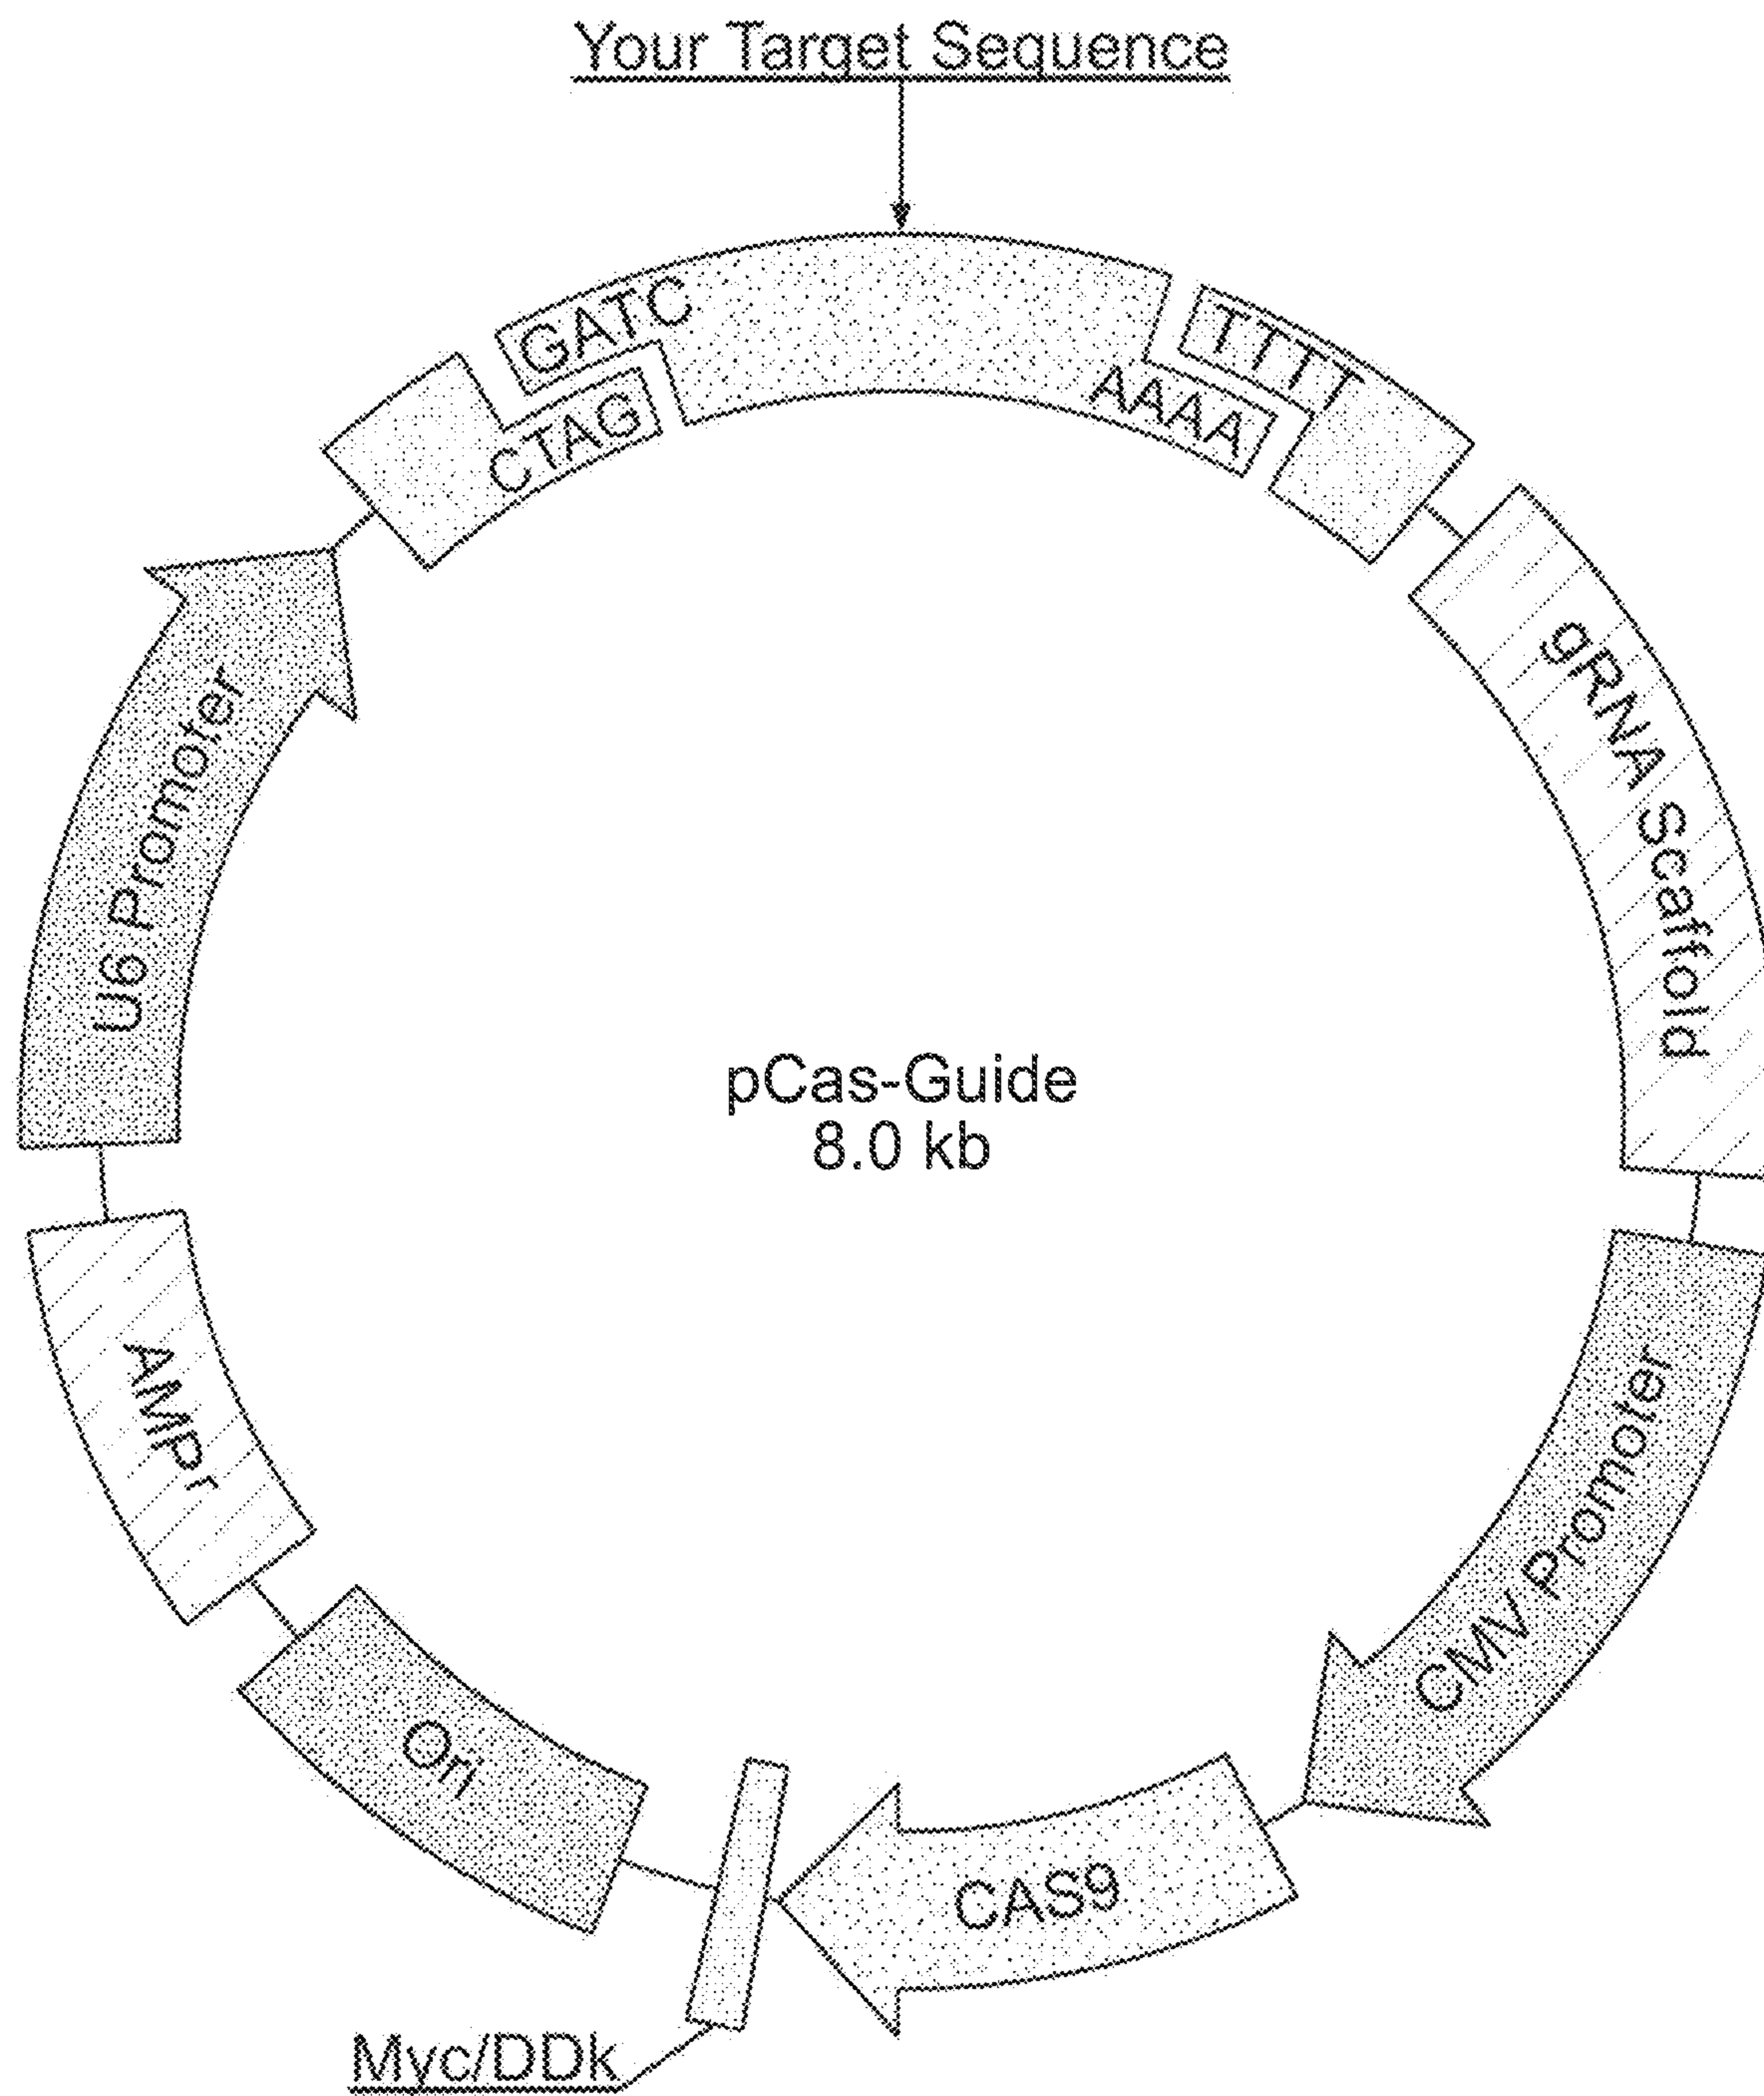 Your Target Sequence
GATC
CTAG
TTTT
AAAA
gRNA Scaffold
U6 Promoter
pCas-Guide
8.0 kb
AMPr
CMV Promoter
Ori
CAS9
Myc/DDk